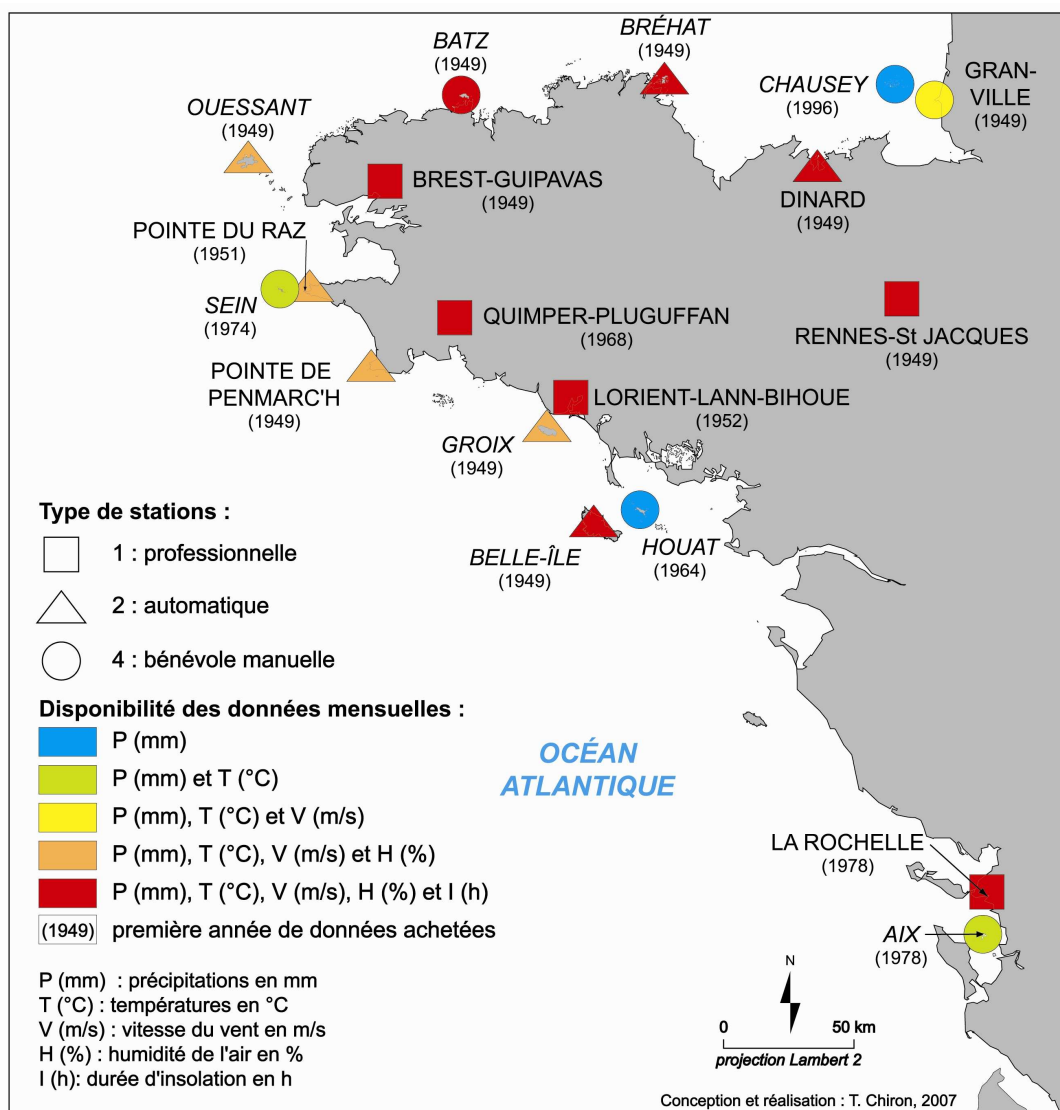 BATZ
(1949)
BRÉHAT
(1949)
CHAUSEY
(1996)
GRAN-
VILLE
(1949)
OUESSANT
(1949)
BREST-GUIPAVAS
(1949)
DINARD
(1949)
POINTE DU RAZ
(1951)
SEIN
(1974)
QUIMPER-PLUGUFFAN
(1968)
RENNES-St JACQUES
(1949)
POINTE DE
PENMARC'H
(1949)
LORIENT-LANN-BIHOUE
(1952)
GROIX
(1949)
BELLE-ÎLE
(1949)
HOUAT
(1964)
Type de stations :
1 : professionnelle
2 : automatique
4 : bénévole manuelle
Disponibilité des données mensuelles :
P (mm)
P (mm) et T (°C)
P (mm), T (°C) et V (m/s)
P (mm), T (°C), V (m/s) et H (%)
P (mm), T (°C), V (m/s), H (%) et I (h)
(1949) première année de données achetées
P (mm) : précipitations en mm
T (°C) : températures en °C
V (m/s) : vitesse du vent en m/s
H (%) : humidité de l'air en %
I (h): durée d'insolation en h
OCÉAN
ATLANTIQUE
LA ROCHELLE
(1978)
AIX
(1978)
N
0 50 km
projection Lambert 2
Conception et réalisation : T. Chiron, 2007